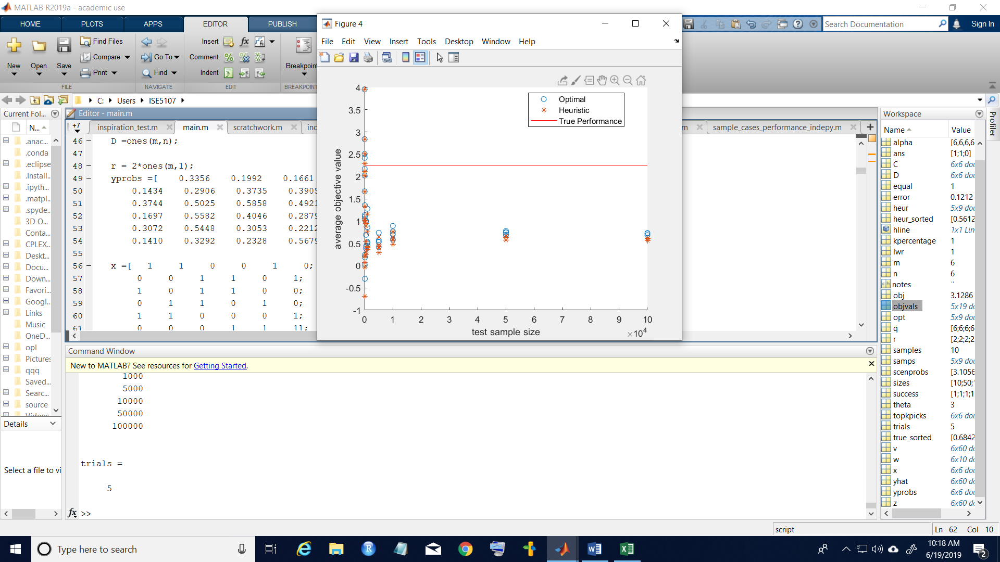 MATLAB R2019a - academic use
HOME PLOTS APPS EDITOR PUBLISH
Search Documentation
Sign In
New
Open
Save
Find Files
Compare
Print
FILE
Go To
Find
NAVIGATE
Insert
Comment
Indent
EDIT
fx
C: ▸ Users ▸ ISE5107 ▸
Current Fol...
N...
.anac...
.conda
.eclipse
.Install...
.ipyth...
.matpl...
.spyde...
3D O...
Conta...
CPLEX...
Deskt...
Docu...
Down...
Favori...
Googl...
Links
Music
OneD...
opl
Pictures
qqq
Saved...
Searc...
source
Details
Select a file to vi
Editor - main.m
+7 inspiration_test.m main.m scratchwork.m
sample_cases_performance_indepy.m
46 – D =ones(m,n);
47
48 – r = 2*ones(m,1);
49 – yprobs =[ 0.3356 0.1992 0.1661
50 0.1434 0.2906 0.3735 0.3905
51 0.3744 0.5025 0.5858 0.4921
52 0.1697 0.5582 0.4046 0.2879
53 0.3072 0.5448 0.3053 0.2212
54 0.1410 0.3292 0.2328 0.5679
55
56 – x =[ 1 1 0 0 1 0;
57 0 0 1 1 0 1;
58 1 0 1 1 0 0;
59 0 1 1 0 1 0;
60 1 1 0 0 0 1;
61 0 0 0 1 1 1];
Figure 4
File Edit View Insert Tools Desktop Window Help
Optimal
Heuristic
True Performance
average objective value
4
3.5
3
2.5
2
1.5
1
0.5
0
-0.5
-1
0 1 2 3 4 5 6 7 8 9 10
test sample size
×10^4
Command Window
New to MATLAB? See resources for Getting Started.
1000
5000
10000
50000
100000
trials =
5
fx >>
Workspace
Name Value
alpha [6,6,6,6
ans [1;1;0]
C 6x6 dou
D 6x6 dou
equal 1
error 0.1212
heur 5x9 dou
heur_sorted [0.5612
hline 1x1 Lin
kpercentage 1
lwr 1
m 6
n 6
notes ''
obj 3.1286
objvals 5x19 do
opt 5x9 dou
q [6;6;6;6
r [2;2;2;2
samples 10
samps 5x9 dou
scenprobs [3.1056
sizes [10;50;
success [1;1;1;1
theta 3
topkpicks 6x6 dou
trials 5
true_sorted [0.6842
v 6x60 do
w 6x10 do
x 6x6 dou
yhat 6x60 do
yprobs 6x6 dou
z 6x60 do
Profiler
script
Ln 62 Col 10
Type here to search
10:18 AM
6/19/2019
2